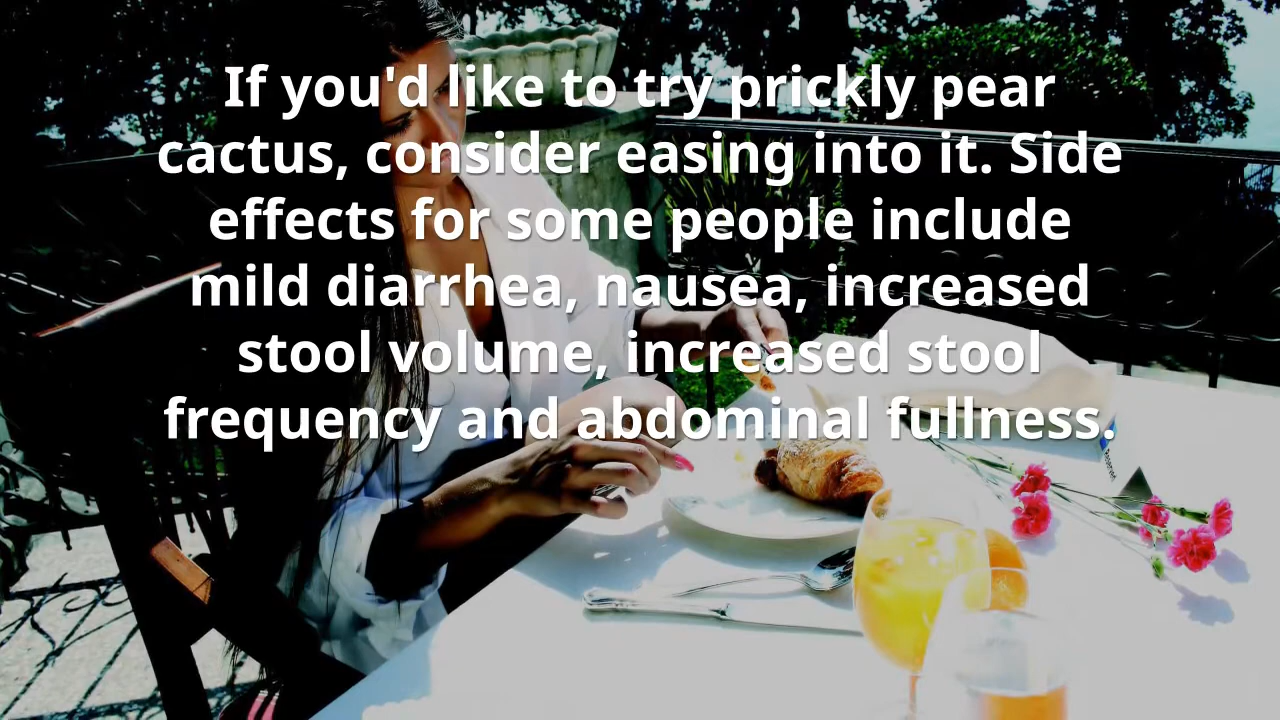 If you'd like to try prickly pear
cactus, consider easing into it. Side
effects for some people include
mild diarrhea, nausea, increased
stool volume, increased stool
frequency and abdominal fullness.